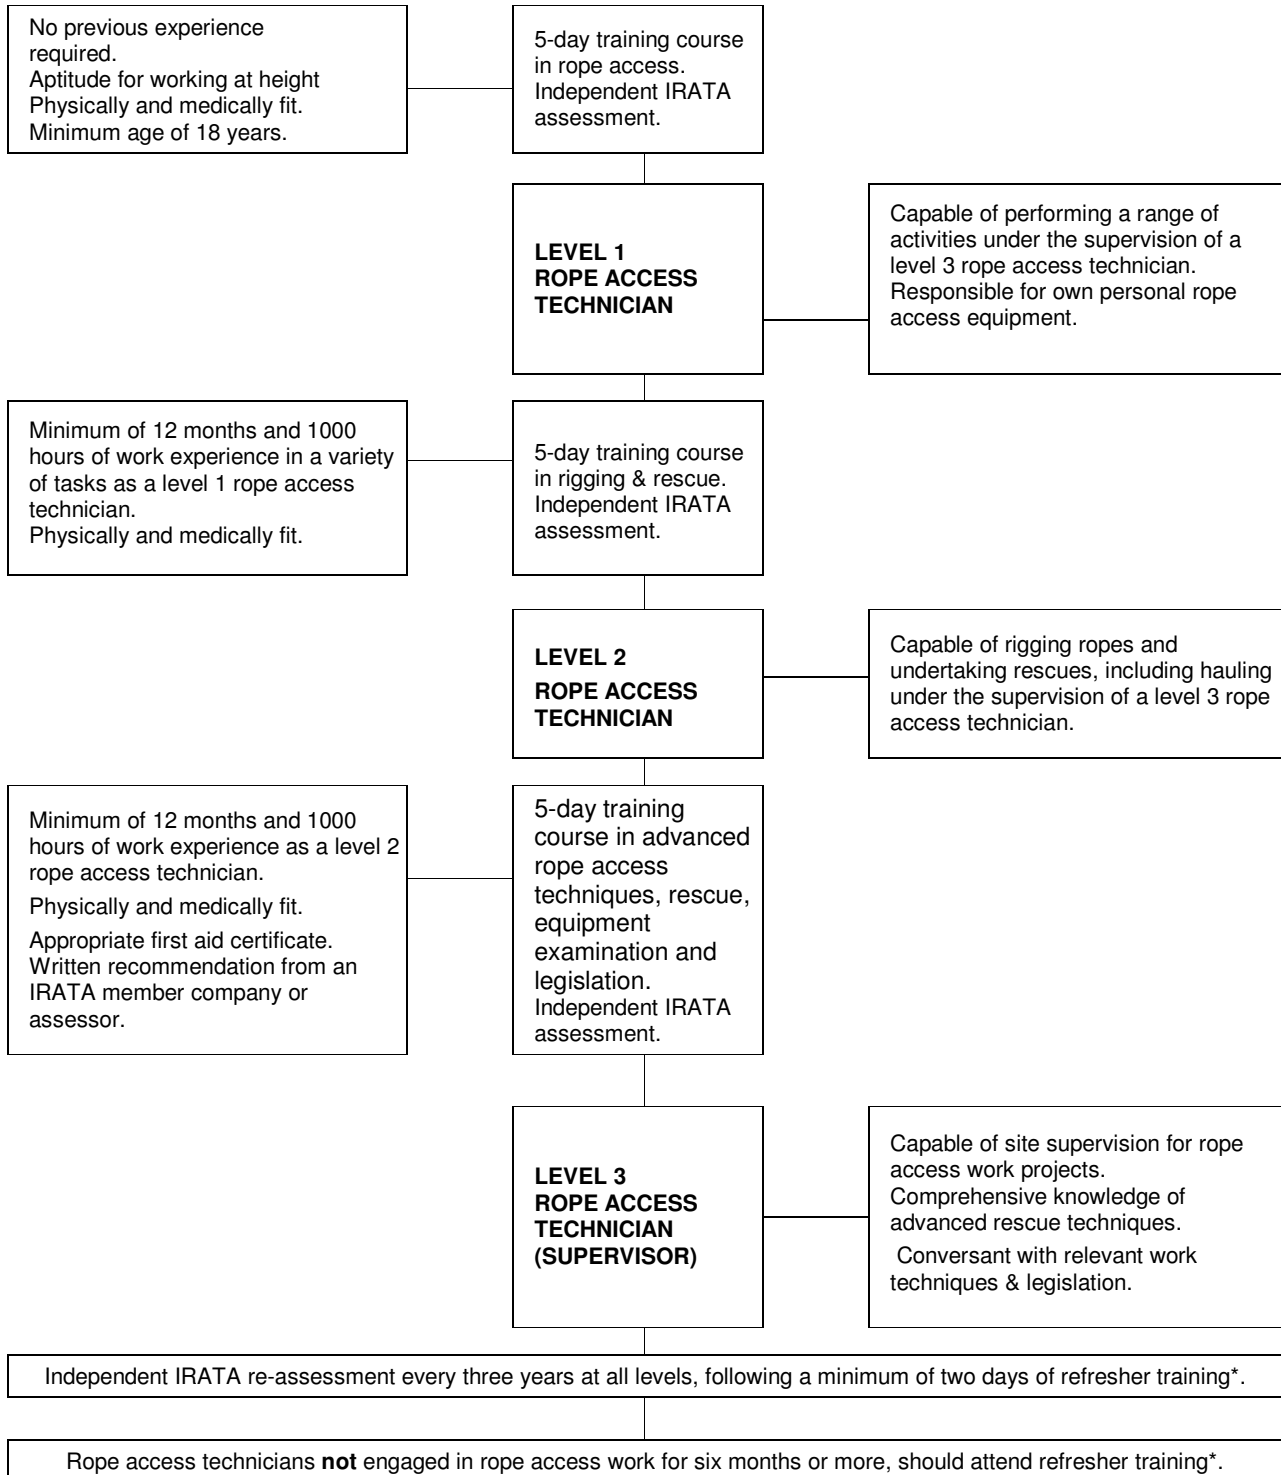 No previous experience
required.
Aptitude for working at height
Physically and medically fit.
Minimum age of 18 years.
5-day training course
in rope access.
Independent IRATA
assessment.
LEVEL 1
ROPE ACCESS
TECHNICIAN
Capable of performing a range of
activities under the supervision of a
level 3 rope access technician.
Responsible for own personal rope
access equipment.
Minimum of 12 months and 1000
hours of work experience in a variety
of tasks as a level 1 rope access
technician.
Physically and medically fit.
5-day training course
in rigging & rescue.
Independent IRATA
assessment.
LEVEL 2
ROPE ACCESS
TECHNICIAN
Capable of rigging ropes and
undertaking rescues, including hauling
under the supervision of a level 3 rope
access technician.
Minimum of 12 months and 1000
hours of work experience as a level 2
rope access technician.
Physically and medically fit.
Appropriate first aid certificate.
Written recommendation from an
IRATA member company or
assessor.
5-day training
course in advanced
rope access
techniques, rescue,
equipment
examination and
legislation.
Independent IRATA
assessment.
LEVEL 3
ROPE ACCESS
TECHNICIAN
(SUPERVISOR)
Capable of site supervision for rope
access work projects.
Comprehensive knowledge of
advanced rescue techniques.
Conversant with relevant work
techniques & legislation.
Independent IRATA re-assessment every three years at all levels, following a minimum of two days of refresher training*.
Rope access technicians not engaged in rope access work for six months or more, should attend refresher training*.